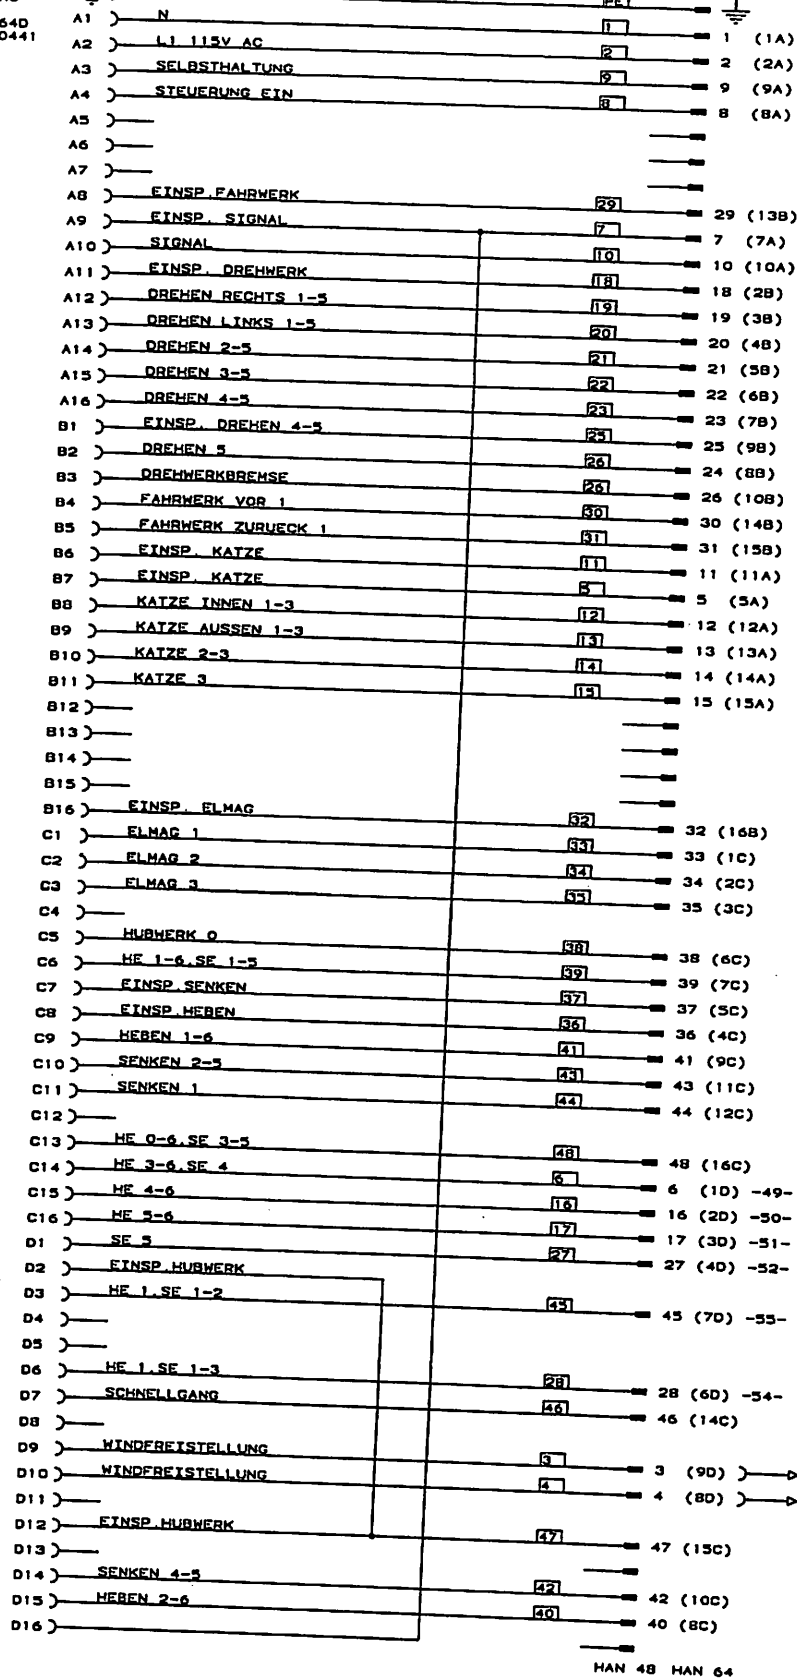 PE
64D
0441
A1 N 1 1 (1A)
A2 L1 115V AC 2 2 (2A)
A3 SELBSTHALTUNG 9 9 (9A)
A4 STEUERUNG EIN 8 8 (8A)
A5
A6
A7
A8 EINSP.FAHRWERK 29 29 (13B)
A9 EINSP. SIGNAL 7 7 (7A)
A10 SIGNAL 10 10 (10A)
A11 EINSP. DREHWERK 18 18 (2B)
A12 DREHEN RECHTS 1-5 19 19 (3B)
A13 DREHEN LINKS 1-5 20 20 (4B)
A14 DREHEN 2-5 21 21 (5B)
A15 DREHEN 3-5 22 22 (6B)
A16 DREHEN 4-5 23 23 (7B)
B1 EINSP. DREHEN 4-5 25 25 (9B)
B2 DREHEN 5 26 24 (8B)
B3 DREHWERKBREMSE 26 26 (10B)
B4 FAHRWERK VOR 1 30 30 (14B)
B5 FAHRWERK ZURUECK 1 31 31 (15B)
B6 EINSP. KATZE 11 11 (11A)
B7 EINSP. KATZE 5 5 (5A)
B8 KATZE INNEN 1-3 12 12 (12A)
B9 KATZE AUSSEN 1-3 13 13 (13A)
B10 KATZE 2-3 14 14 (14A)
B11 KATZE 3 15 15 (15A)
B12
B13
B14
B15
B16 EINSP. ELMAG 32 32 (16B)
C1 ELMAG 1 33 33 (1C)
C2 ELMAG 2 34 34 (2C)
C3 ELMAG 3 35 35 (3C)
C4
C5 HUBWERK 0 38 38 (6C)
C6 HE 1-6.SE 1-5 39 39 (7C)
C7 EINSP.SENKEN 37 37 (5C)
C8 EINSP.HEBEN 36 36 (4C)
C9 HEBEN 1-6 41 41 (9C)
C10 SENKEN 2-5 43 43 (11C)
C11 SENKEN 1 44 44 (12C)
C12
C13 HE 0-6.SE 3-5 48 48 (16C)
C14 HE 3-6.SE 4 6 6 (1D) -49-
C15 HE 4-6 16 16 (2D) -50-
C16 HE 5-6 17 17 (3D) -51-
D1 SE 5 27 27 (4D) -52-
D2 EINSP.HUBWERK
D3 HE 1.SE 1-2 45 45 (7D) -55-
D4
D5
D6 HE 1.SE 1-3 28 28 (6D) -54-
D7 SCHNELLGANG 46 46 (14C)
D8
D9 WINDFREISTELLUNG 3 3 (9D)
D10 WINDFREISTELLUNG 4 4 (8D)
D11
D12 EINSP.HUBWERK 47 47 (15C)
D13
D14 SENKEN 4-5 42 42 (10C)
D15 HEBEN 2-6 40 40 (8C)
D16
HAN 48 HAN 64